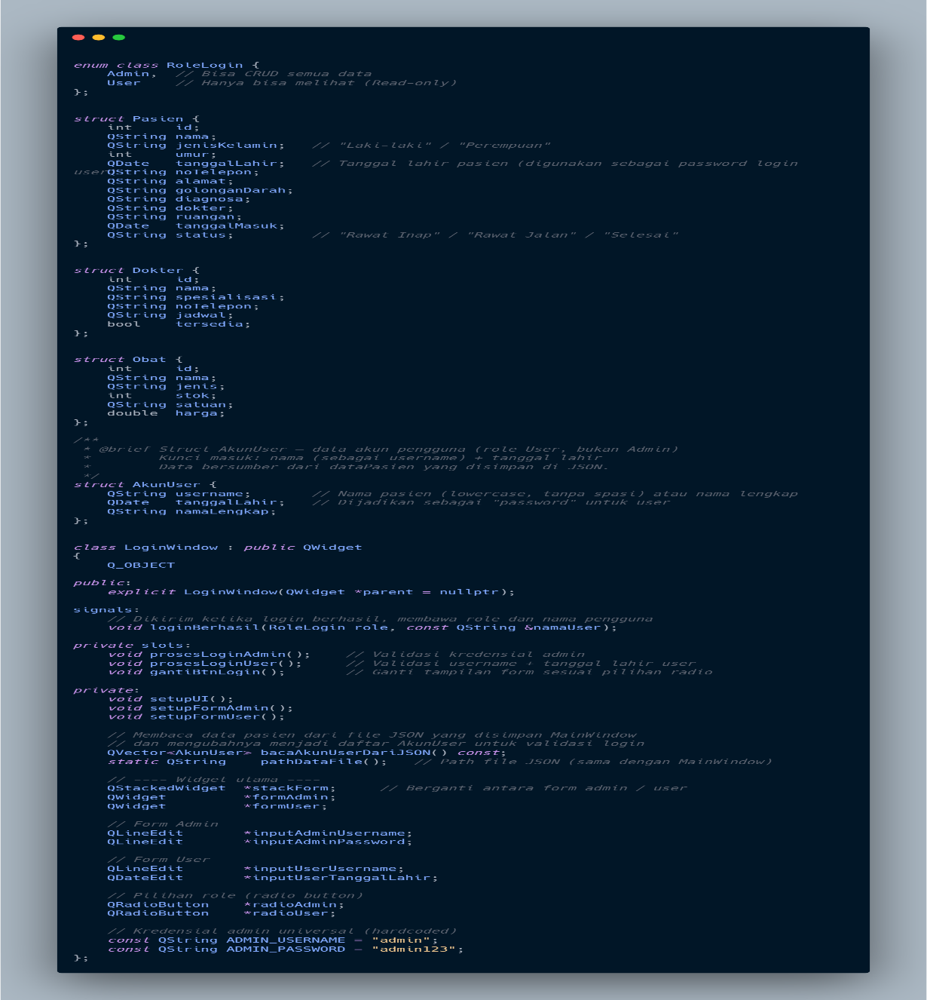 enum class RoleLogin {
    Admin,  // Bisa CRUD semua data
    User    // Hanya bisa melihat (Read-only)
};
struct Pasien {
    int     id;
    QString nama;
    QString jenisKelamin;   // "Laki-laki" / "Perempuan"
    int     umur;
    QDate   tanggalLahir;   // Tanggal lahir pasien (digunakan sebagai password login
userQString noTelepon;
    QString alamat;
    QString golonganDarah;
    QString diagnosa;
    QString dokter;
    QString ruangan;
    QDate   tanggalMasuk;
    QString status;         // "Rawat Inap" / "Rawat Jalan" / "Selesai"
};
struct Dokter {
    int     id;
    QString nama;
    QString spesialisasi;
    QString noTelepon;
    QString jadwal;
    bool    tersedia;
};
struct Obat {
    int     id;
    QString nama;
    QString jenis;
    int     stok;
    QString satuan;
    double  harga;
};
/**
 * @brief Struct AkunUser — data akun pengguna (role User, bukan Admin)
 *        Kunci masuk: nama (sebagai username) + tanggal lahir
 *        Data bersumber dari dataPasien yang disimpan di JSON.
 */
struct AkunUser {
    QString username;       // Nama pasien (lowercase, tanpa spasi) atau nama lengkap
    QDate   tanggalLahir;   // Dijadikan sebagai "password" untuk user
    QString namaLengkap;
};
class LoginWindow : public QWidget
{
    Q_OBJECT
public:
    explicit LoginWindow(QWidget *parent = nullptr);
signals:
    // Dikirim ketika login berhasil, membawa role dan nama pengguna
    void loginBerhasil(RoleLogin role, const QString &namaUser);
private slots:
    void prosesLoginAdmin();    // Validasi kredensial admin
    void prosesLoginUser();     // Validasi username + tanggal lahir user
    void gantiBtnLogin();       // Ganti tampilan form sesuai pilihan radio
private:
    void setupUI();
    void setupFormAdmin();
    void setupFormUser();
    // Membaca data pasien dari file JSON yang disimpan MainWindow
    // dan mengubahnya menjadi daftar AkunUser untuk validasi login
    QVector<AkunUser> bacaAkunUserDariJSON() const;
    static QString    pathDataFile();   // Path file JSON (sama dengan MainWindow)
    // ---- Widget utama ----
    QStackedWidget  *stackForm;     // Berganti antara form admin / user
    QWidget         *formAdmin;
    QWidget         *formUser;
    // Form Admin
    QLineEdit       *inputAdminUsername;
    QLineEdit       *inputAdminPassword;
    // Form User
    QLineEdit       *inputUserUsername;
    QDateEdit       *inputUserTanggalLahir;
    // Pilihan role (radio button)
    QRadioButton    *radioAdmin;
    QRadioButton    *radioUser;
    // Kredensial admin universal (hardcoded)
    const QString ADMIN_USERNAME = "admin";
    const QString ADMIN_PASSWORD = "admin123";
};